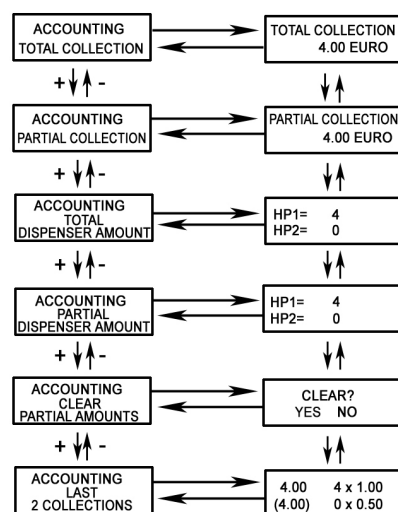 ACCOUNTING
TOTAL COLLECTION
TOTAL COLLECTION
4.00 EURO
+ -
ACCOUNTING
PARTIAL COLLECTION
PARTIAL COLLECTION
4.00 EURO
+ -
ACCOUNTING
TOTAL
DISPENSER AMOUNT
HP1= 4
HP2= 0
+ -
ACCOUNTING
PARTIAL
DISPENSER AMOUNT
HP1= 4
HP2= 0
+ -
ACCOUNTING
CLEAR
PARTIAL AMOUNTS
CLEAR?
YES NO
+ -
ACCOUNTING
LAST
2 COLLECTIONS
4.00 4 x 1.00
(4.00) 0 x 0.50